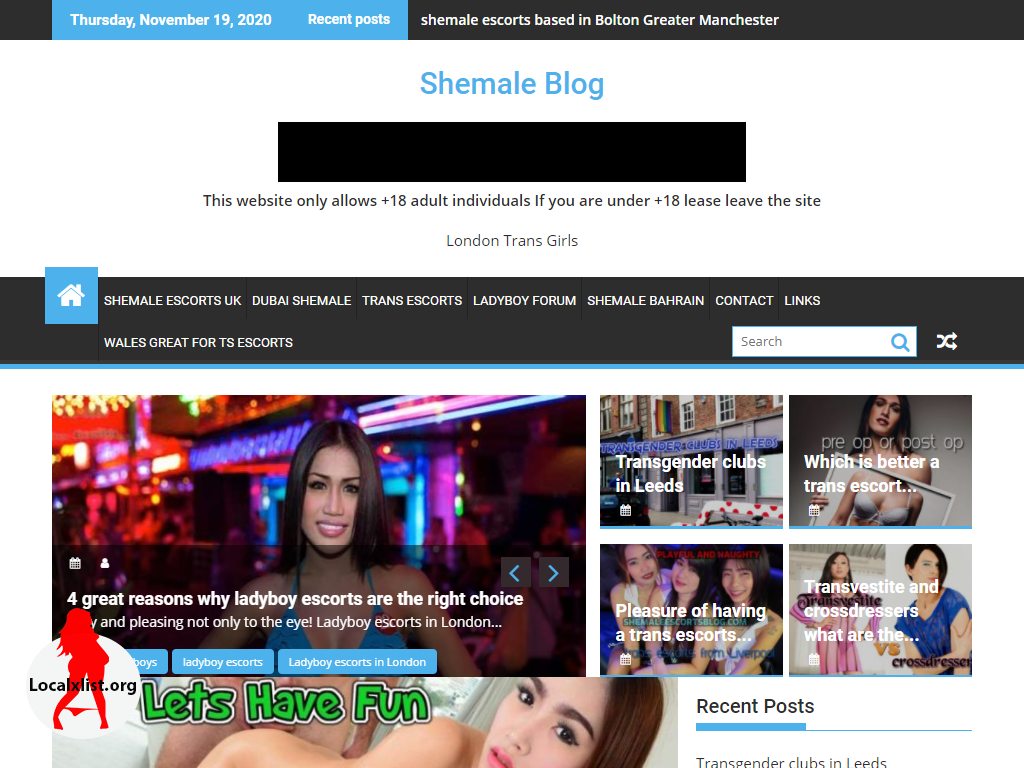 Thursday, November 19, 2020
Recent posts
shemale escorts based in Bolton Greater Manchester
Shemale Blog
This website only allows +18 adult individuals If you are under +18 lease leave the site
London Trans Girls
SHEMALE ESCORTS UK
DUBAI SHEMALE
TRANS ESCORTS
LADYBOY FORUM
SHEMALE BAHRAIN
CONTACT
LINKS
WALES GREAT FOR TS ESCORTS
Search
TRANSGENDER CLUBS IN LEEDS
Transgender clubs
in Leeds
pre op or post op
Which is better a
trans escort...
4 great reasons why ladyboy escorts are the right choice
and pleasing not only to the eye! Ladyboy escorts in London...
ladyboy escorts
Ladyboy escorts in London
PLAYFUL AND NAUGHTY
Pleasure of having
SHEMALEESCORTSBLOG.COM
a trans escorts...
trans escorts from Liverpool
Transvestite and
Transvestite
crossdressers
what are the...
VS
crossdresser
Localxlist.org
Lets Have Fun
Recent Posts
Transgender clubs in Leeds